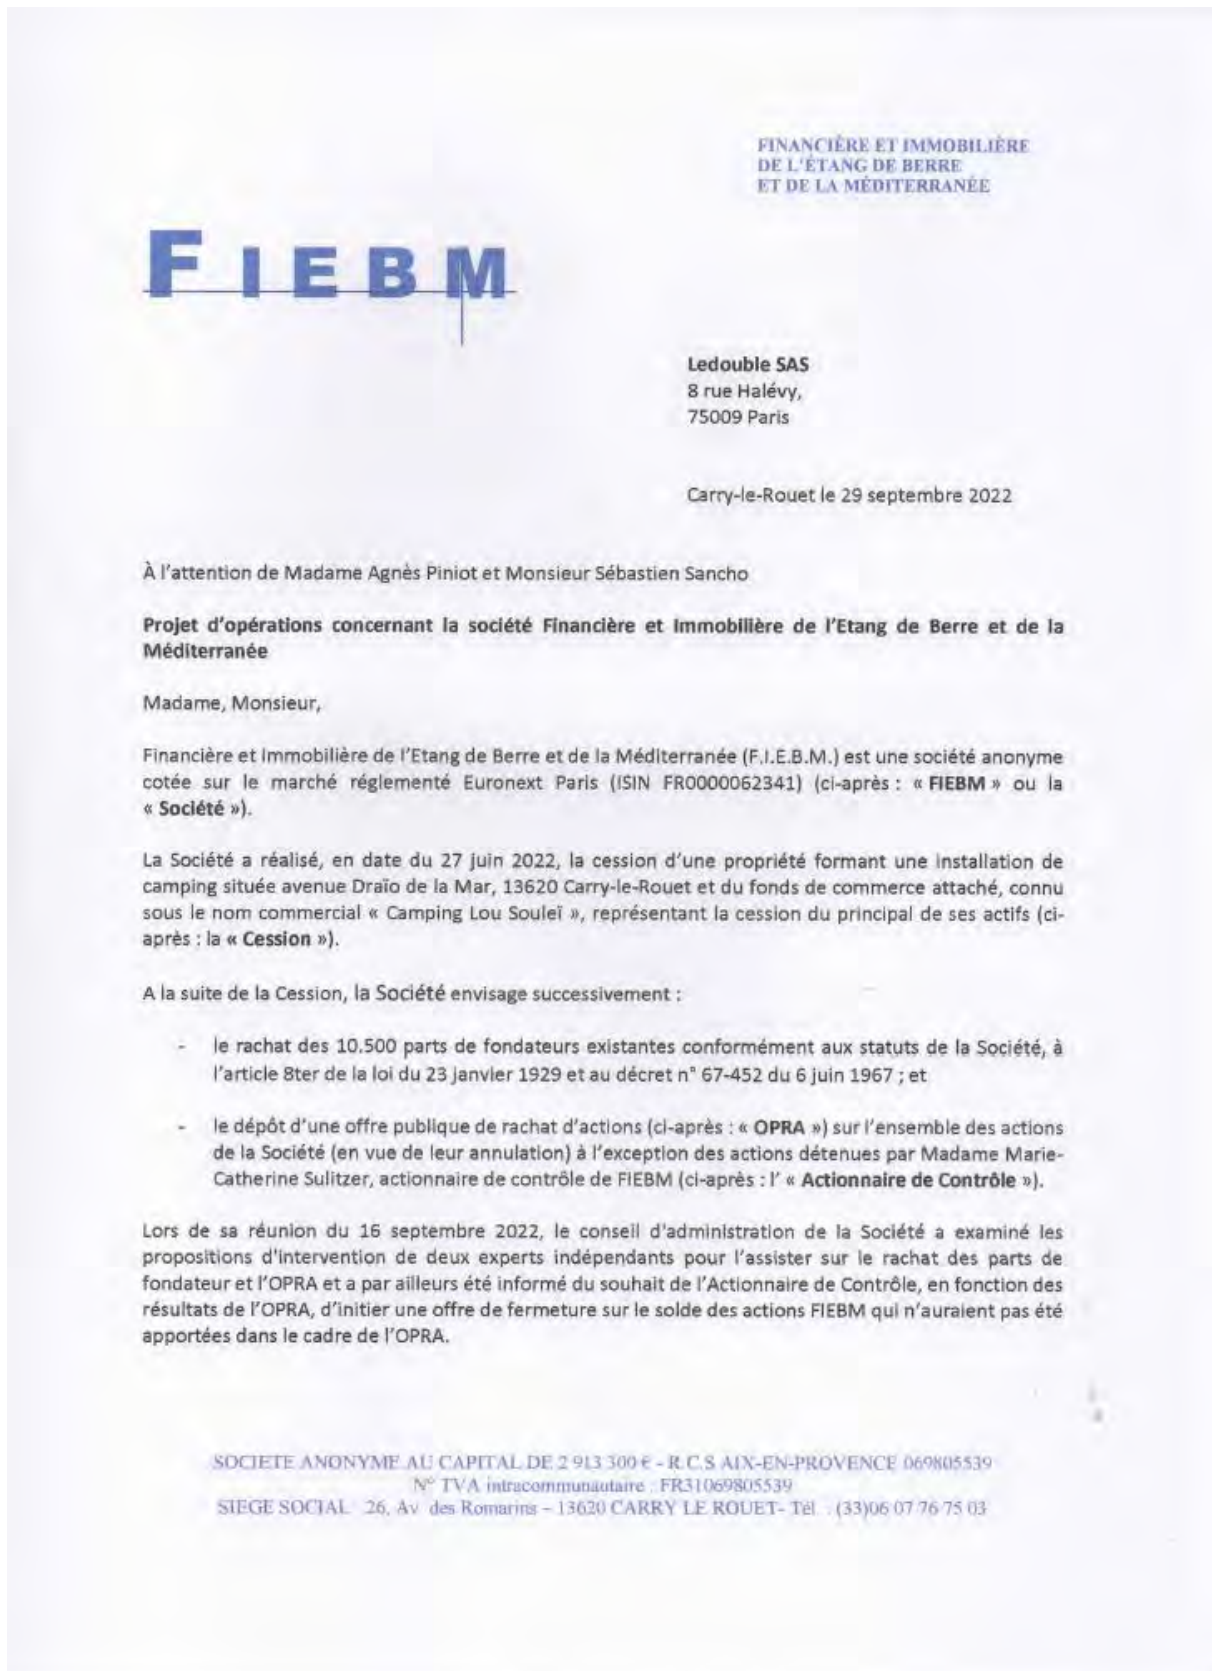 FINANCIÈRE ET IMMOBILIÈRE
DE L'ÉTANG DE BERRE
ET DE LA MÉDITERRANÉE
FIEBM
Ledouble SAS
8 rue Halévy,
75009 Paris
Carry-le-Rouet le 29 septembre 2022
À l'attention de Madame Agnès Piniot et Monsieur Sébastien Sancho
Projet d'opérations concernant la société Financière et Immobilière de l'Etang de Berre et de la
Méditerranée
Madame, Monsieur,
Financière et Immobilière de l'Etang de Berre et de la Méditerranée (F.I.E.B.M.) est une société anonyme
cotée sur le marché réglementé Euronext Paris (ISIN FR0000062341) (ci-après : « FIEBM » ou la
« Société »).
La Société a réalisé, en date du 27 juin 2022, la cession d'une propriété formant une installation de
camping située avenue Draïo de la Mar, 13620 Carry-le-Rouet et du fonds de commerce attaché, connu
sous le nom commercial « Camping Lou Souleï », représentant la cession du principal de ses actifs (ci-
après : la « Cession »).
A la suite de la Cession, la Société envisage successivement :
- le rachat des 10.500 parts de fondateurs existantes conformément aux statuts de la Société, à
l'article 8ter de la loi du 23 janvier 1929 et au décret n° 67-452 du 6 juin 1967 ; et
- le dépôt d'une offre publique de rachat d'actions (ci-après : « OPRA ») sur l'ensemble des actions
de la Société (en vue de leur annulation) à l'exception des actions détenues par Madame Marie-
Catherine Sulitzer, actionnaire de contrôle de FIEBM (ci-après : l' « Actionnaire de Contrôle »).
Lors de sa réunion du 16 septembre 2022, le conseil d'administration de la Société a examiné les
propositions d'intervention de deux experts indépendants pour l'assister sur le rachat des parts de
fondateur et l'OPRA et a par ailleurs été informé du souhait de l'Actionnaire de Contrôle, en fonction des
résultats de l'OPRA, d'initier une offre de fermeture sur le solde des actions FIEBM qui n'auraient pas été
apportées dans le cadre de l'OPRA.
SOCIETE ANONYME AU CAPITAL DE 2 913 300 € - R.C.S AIX-EN-PROVENCE 069805539
N° TVA intracommunautaire : FR31069805539
SIEGE SOCIAL 26, Av des Romarins – 13620 CARRY LE ROUET- Tél : (33)06 07 76 75 03